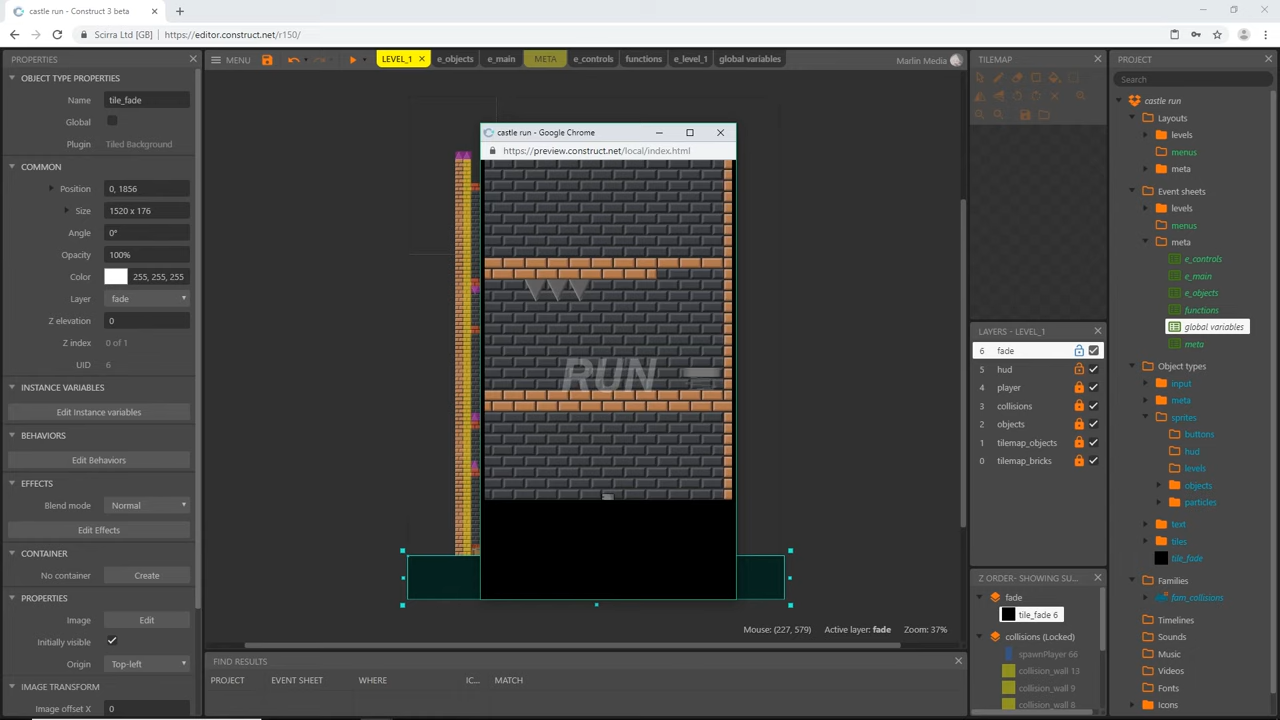 castle run - Construct 3 beta
Scirra Ltd [GB] | https://editor.construct.net/r150/
PROPERTIES
OBJECT TYPE PROPERTIES
Name tile_fade
Global
Plugin Tiled Background
COMMON
Position 0, 1856
Size 1520 x 176
Angle 0°
Opacity 100%
Color 255, 255, 255
Layer fade
Z elevation 0
Z index 0 of 1
UID 6
INSTANCE VARIABLES
Edit Instance variables
BEHAVIORS
Edit Behaviors
EFFECTS
Blend mode Normal
Edit Effects
CONTAINER
No container Create
PROPERTIES
Image Edit
Initially visible
Origin Top-left
IMAGE TRANSFORM
Image offset X 0
MENU
LEVEL_1
e_objects
e_main
META
e_controls
functions
e_level_1
global variables
Marlin Media
castle run - Google Chrome
https://preview.construct.net/local/index.html
RUN
Mouse: (227, 579) Active layer: fade Zoom: 37%
FIND RESULTS
PROJECT EVENT SHEET WHERE IC... MATCH
TILEMAP
LAYERS - LEVEL_1
6 fade
5 hud
4 player
3 collisions
2 objects
1 tilemap_objects
0 tilemap_bricks
Z ORDER- SHOWING SU...
fade
tile_fade 6
collisions (Locked)
spawnPlayer 66
collision_wall 13
collision_wall 9
collision_wall 8
PROJECT
Search
castle run
Layouts
levels
menus
meta
Event sheets
levels
menus
meta
e_controls
e_main
e_objects
functions
global variables
meta
Object types
input
meta
sprites
buttons
hud
levels
objects
particles
text
tiles
tile_fade
Families
fam_collisions
Timelines
Sounds
Music
Videos
Fonts
Icons